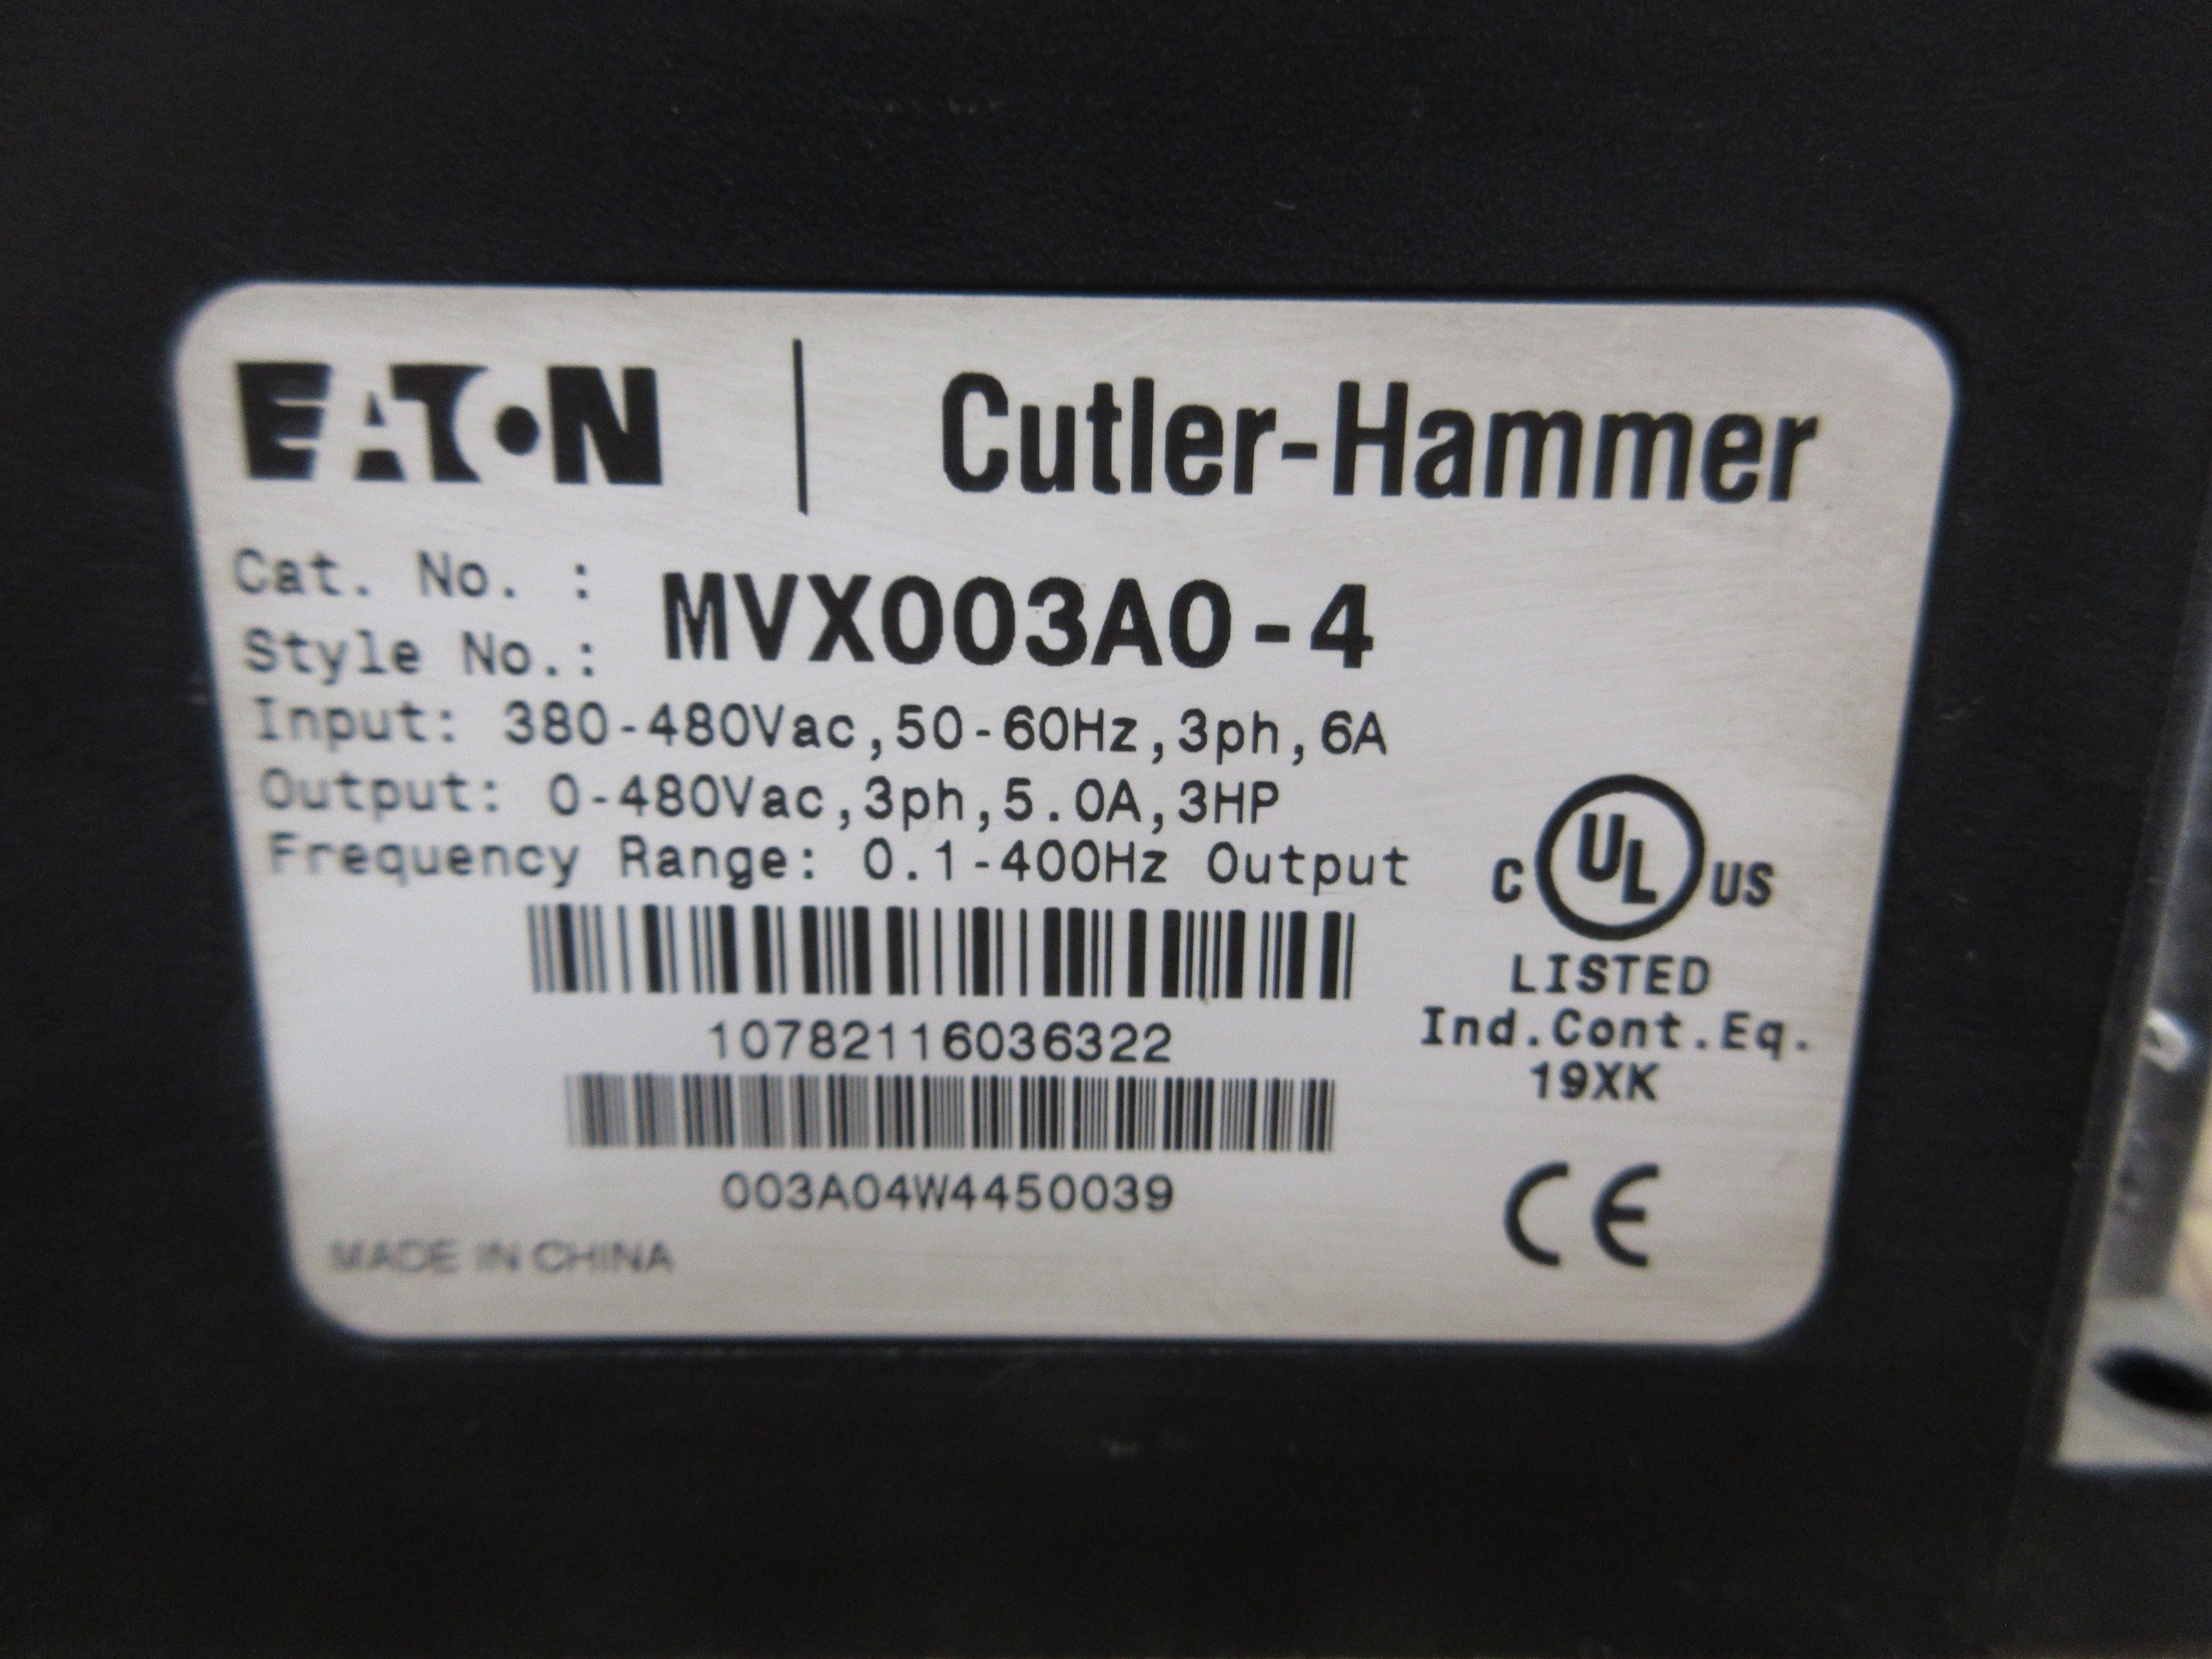 EATON | Cutler-Hammer
Cat. No. :
Style No.: MVX003A0-4
Input: 380-480Vac,50-60Hz,3ph,6A
Output: 0-480Vac,3ph,5.0A,3HP
Frequency Range: 0.1-400Hz Output
C UL US
LISTED
Ind.Cont.Eq.
19XK
10782116036322
003A04W4450039
CE
MADE IN CHINA